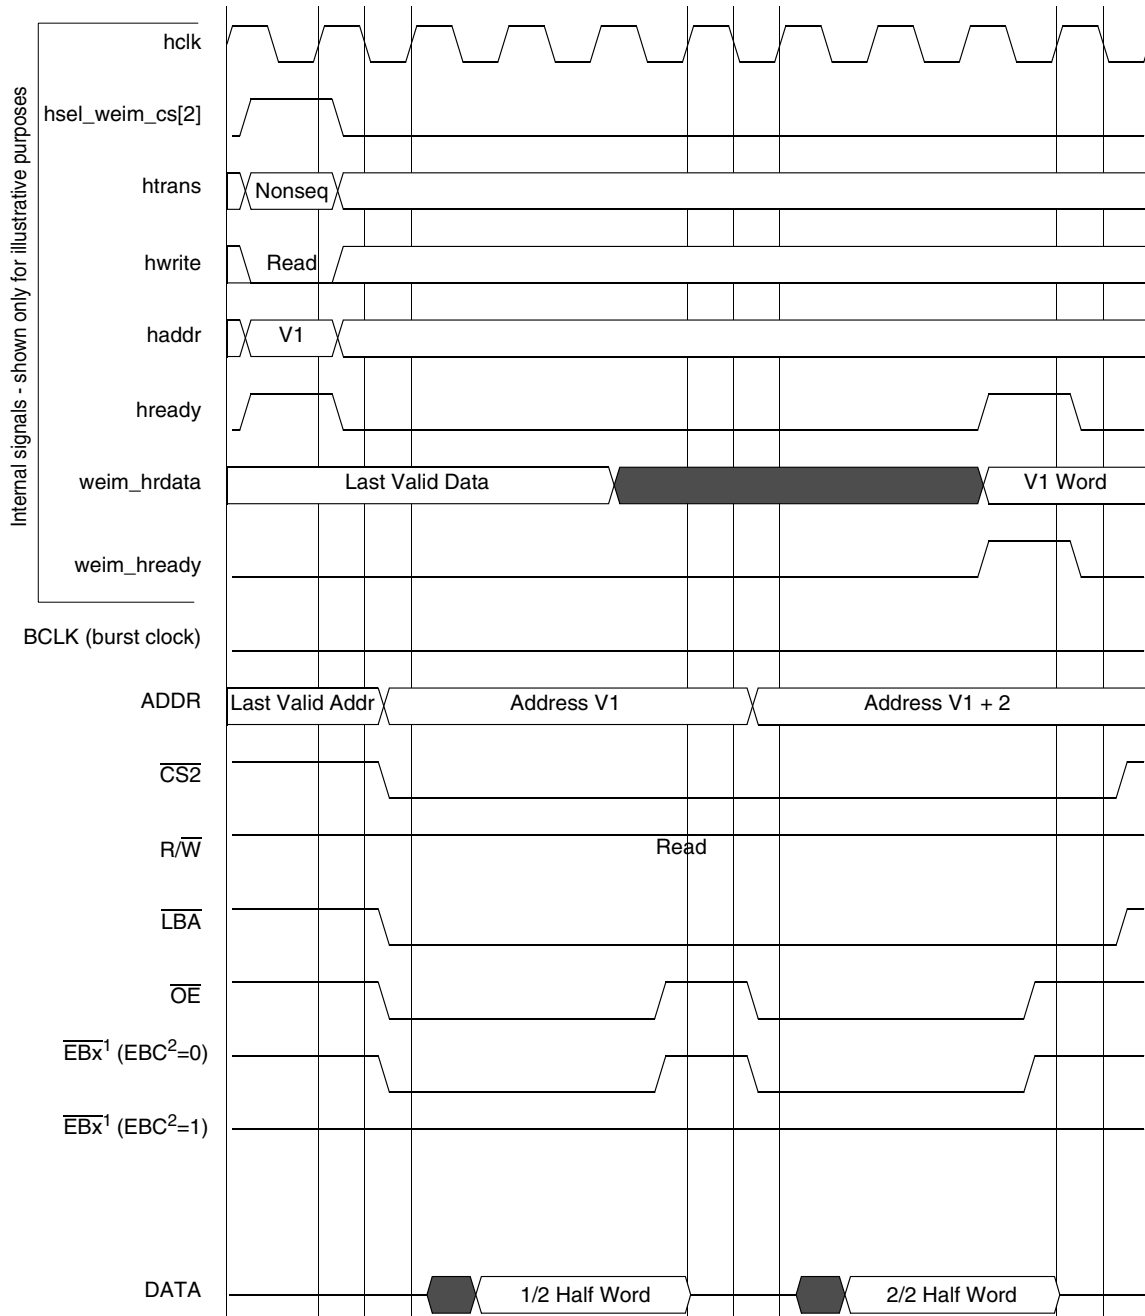 Internal signals - shown only for illustrative purposes
hclk
hsel_weim_cs[2]
htrans Nonseq
hwrite Read
haddr V1
hready
weim_hrdata Last Valid Data V1 Word
weim_hready
BCLK (burst clock)
ADDR Last Valid Addr Address V1 Address V1 + 2
CS2
R/W Read
LBA
OE
EBx1 (EBC2=0)
EBx1 (EBC2=1)
DATA 1/2 Half Word 2/2 Half Word